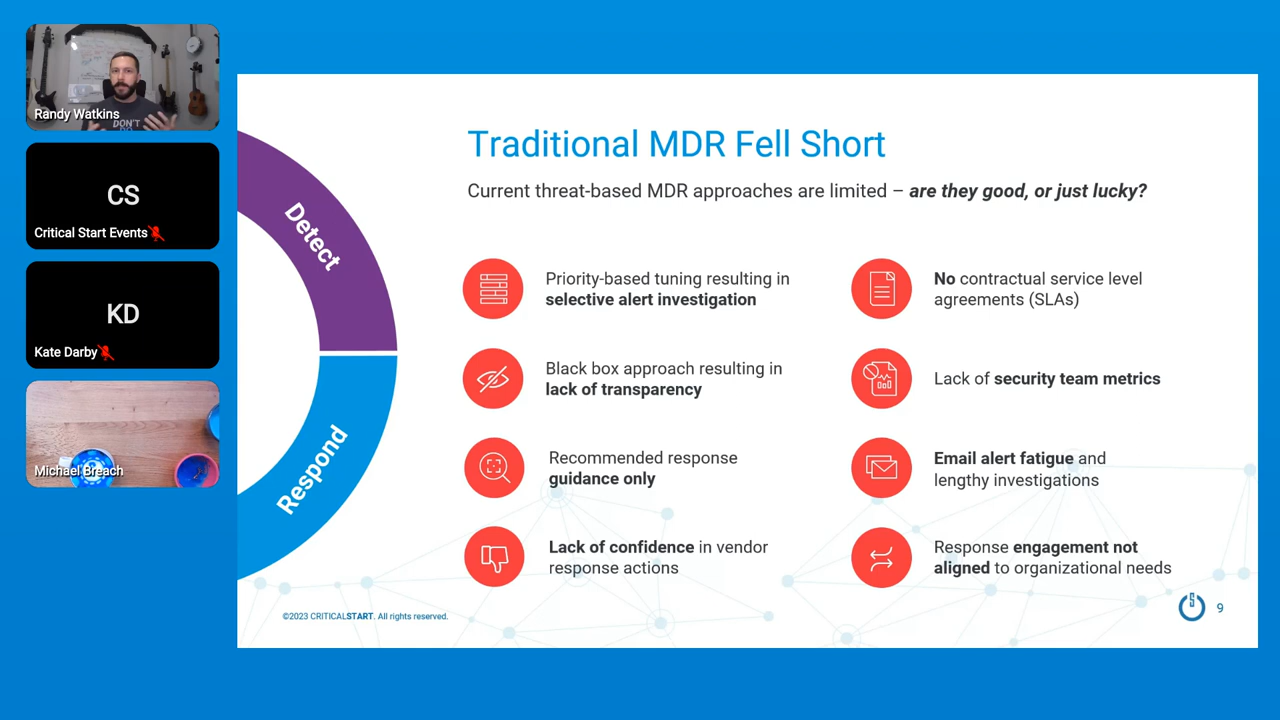 Randy Watkins
DON'T
CS
Critical Start Events
KD
Kate Darby
Michael Breach
Detect
Respond
Traditional MDR Fell Short
Current threat-based MDR approaches are limited – are they good, or just lucky?
Priority-based tuning resulting in
selective alert investigation
Black box approach resulting in
lack of transparency
Recommended response
guidance only
Lack of confidence in vendor
response actions
No contractual service level
agreements (SLAs)
Lack of security team metrics
Email alert fatigue and
lengthy investigations
Response engagement not
aligned to organizational needs
©2023 CRITICALSTART. All rights reserved.
9